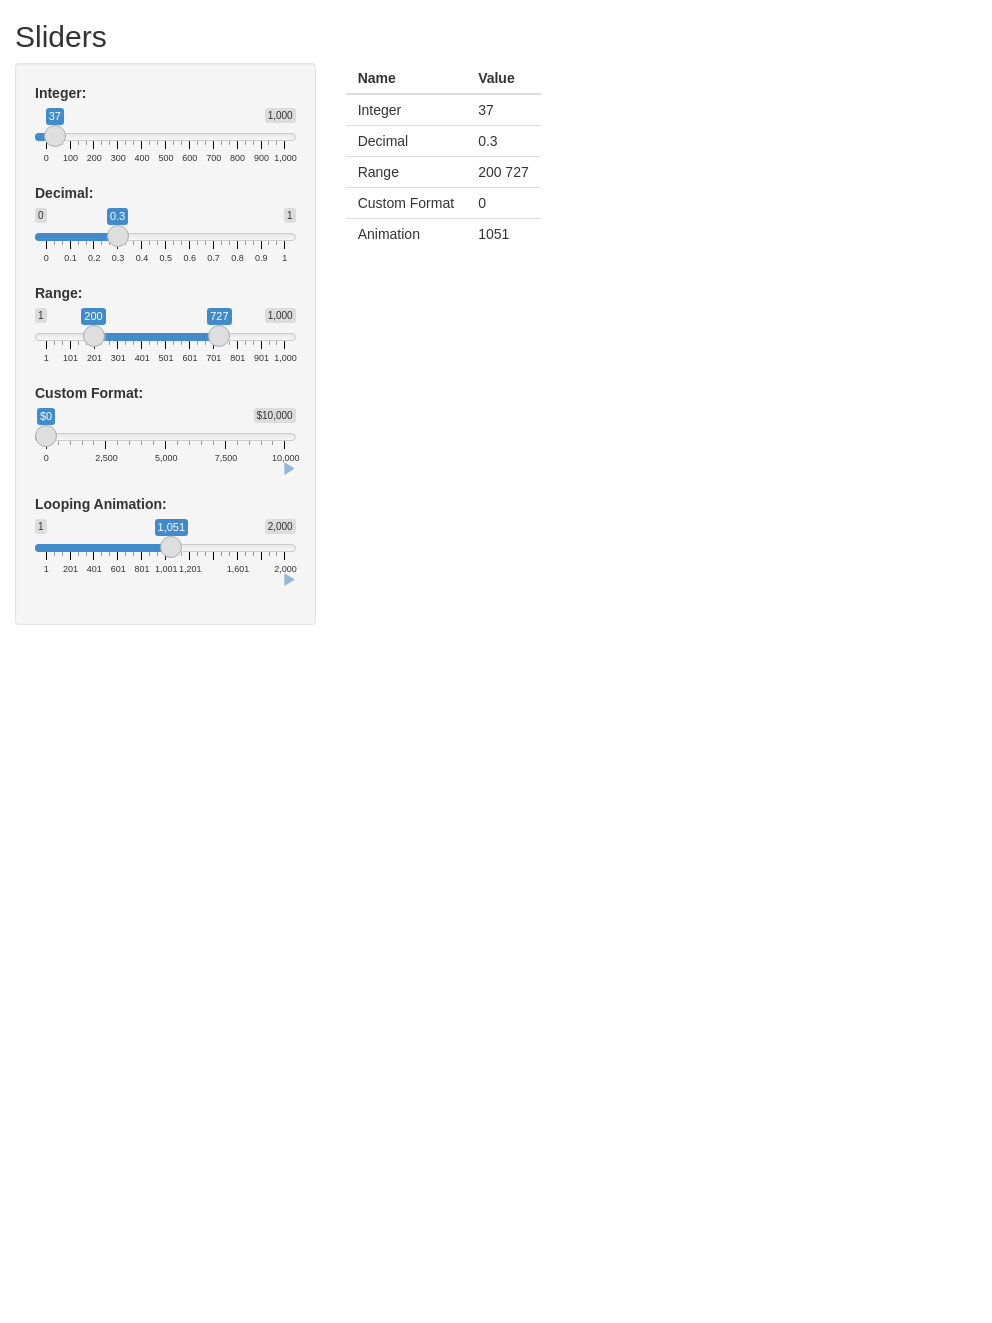 Sliders
Integer:
37 1,000
0 100 200 300 400 500 600 700 800 900 1,000
Decimal:
0 0.3 1
0 0.1 0.2 0.3 0.4 0.5 0.6 0.7 0.8 0.9 1
Range:
1 200 727 1,000
1 101 201 301 401 501 601 701 801 901 1,000
Custom Format:
$0 $10,000
0 2,500 5,000 7,500 10,000
Looping Animation:
1 1,051 2,000
1 201 401 601 801 1,001 1,201 1,601 2,000
Name Value
Integer 37
Decimal 0.3
Range 200 727
Custom Format 0
Animation 1051